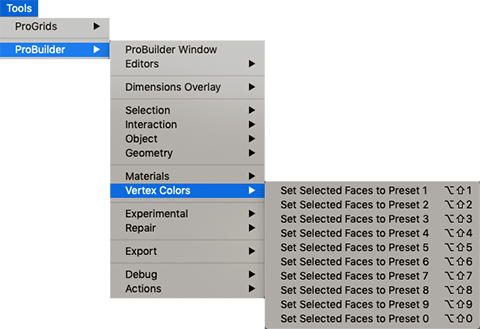 Tools
ProGrids ▶
ProBuilder ▶
ProBuilder Window
Editors ▶
Dimensions Overlay ▶
Selection ▶
Interaction ▶
Object ▶
Geometry ▶
Materials ▶
Vertex Colors ▶
Experimental ▶
Repair ▶
Export ▶
Debug ▶
Actions ▶
Set Selected Faces to Preset 1 ⌥⇧1
Set Selected Faces to Preset 2 ⌥⇧2
Set Selected Faces to Preset 3 ⌥⇧3
Set Selected Faces to Preset 4 ⌥⇧4
Set Selected Faces to Preset 5 ⌥⇧5
Set Selected Faces to Preset 6 ⌥⇧6
Set Selected Faces to Preset 7 ⌥⇧7
Set Selected Faces to Preset 8 ⌥⇧8
Set Selected Faces to Preset 9 ⌥⇧9
Set Selected Faces to Preset 0 ⌥⇧0